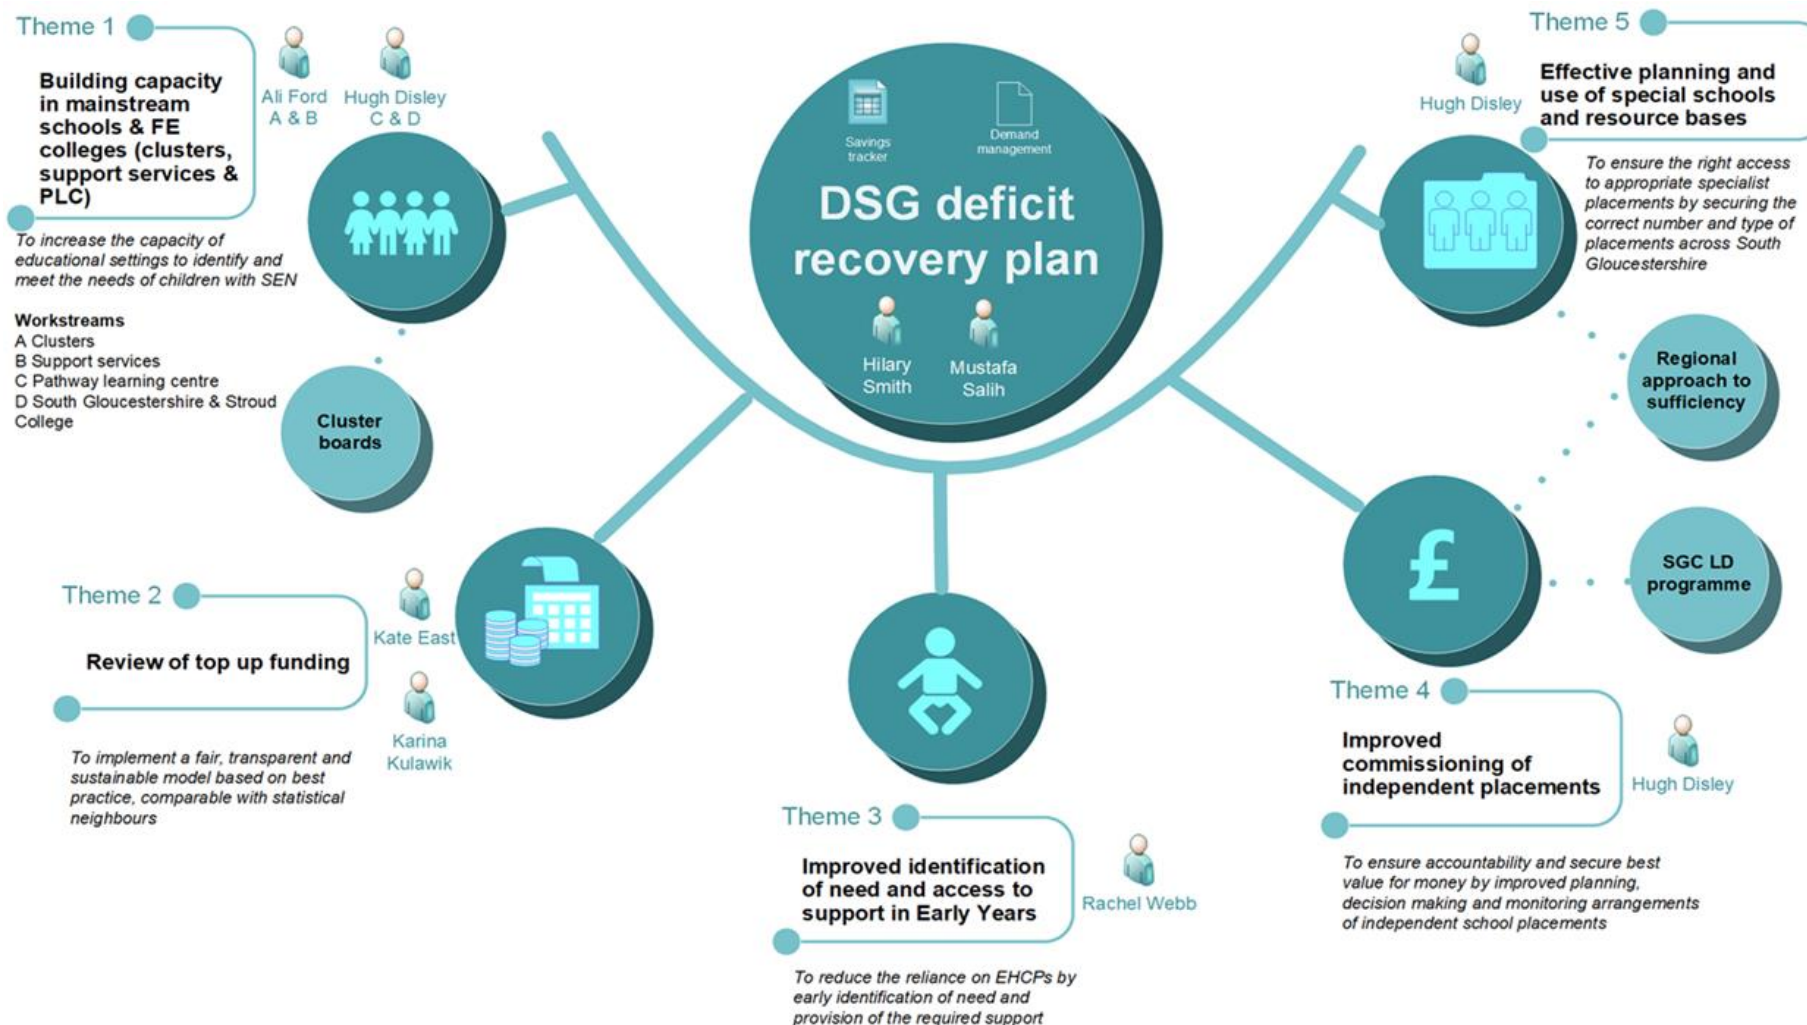 Theme 1
Building capacity
in mainstream
schools & FE
colleges (clusters,
support services &
PLC)
Ali Ford
A & B
Hugh Disley
C & D
To increase the capacity of
educational settings to identify and
meet the needs of children with SEN
Workstreams
A Clusters
B Support services
C Pathway learning centre
D South Gloucestershire & Stroud
College
Cluster
boards
Savings
tracker
Demand
management
DSG deficit
recovery plan
Hilary
Smith
Mustafa
Salih
Theme 5
Hugh Disley
Effective planning and
use of special schools
and resource bases
To ensure the right access
to appropriate specialist
placements by securing the
correct number and type of
placements across South
Gloucestershire
Regional
approach to
sufficiency
SGC LD
programme
£
Theme 2
Review of top up funding
Kate East
Karina
Kulawik
To implement a fair, transparent and
sustainable model based on best
practice, comparable with statistical
neighbours
Theme 3
Improved identification
of need and access to
support in Early Years
Rachel Webb
To reduce the reliance on EHCPs by
early identification of need and
provision of the required support
Theme 4
Improved
commissioning of
independent placements
Hugh Disley
To ensure accountability and secure best
value for money by improved planning,
decision making and monitoring arrangements
of independent school placements